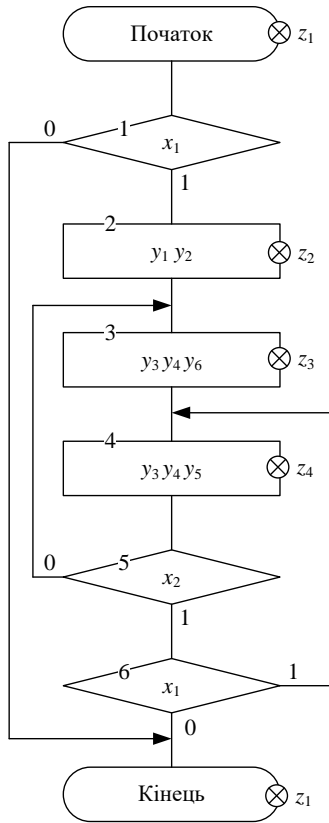 Початок z1
0 1 x1
1
2
y1 y2 z2
3
y3 y4 y6 z3
4
y3 y4 y5 z4
0 5 x2
1
6 x1 1
0
Кінець z1